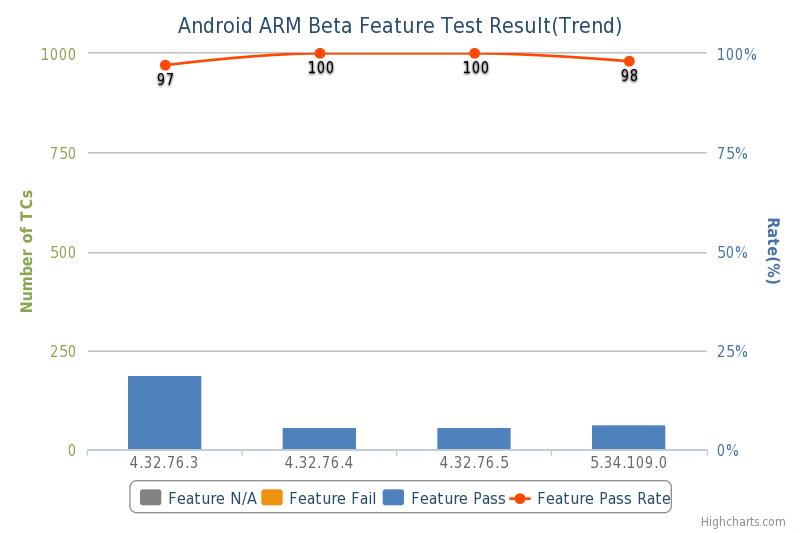 Android ARM Beta Feature Test Result(Trend)
1000
100%
97
100
100
98
750
75%
Number of TCs
Rate(%)
500
50%
250
25%
0
0%
4.32.76.3
4.32.76.4
4.32.76.5
5.34.109.0
Feature N/A
Feature Fail
Feature Pass
Feature Pass Rate
Highcharts.com